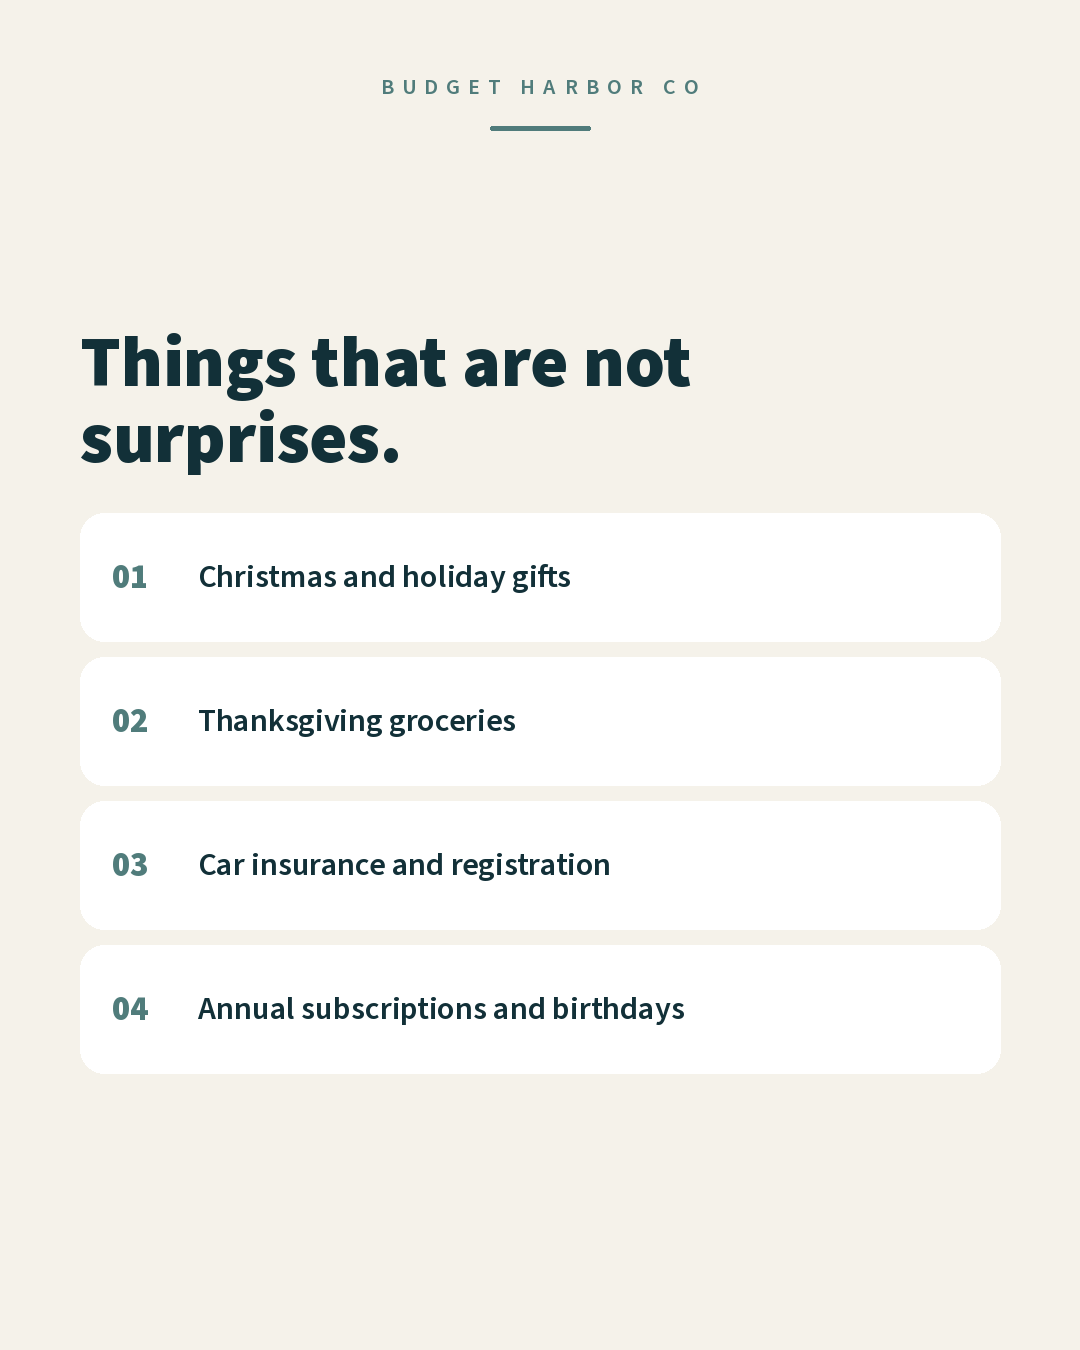 BUDGET HARBOR CO
Things that are not
surprises.
01 Christmas and holiday gifts
02 Thanksgiving groceries
03 Car insurance and registration
04 Annual subscriptions and birthdays